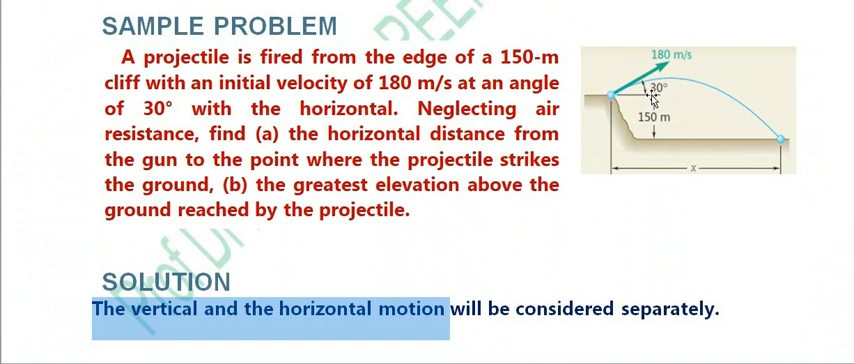 SAMPLE PROBLEM
A projectile is fired from the edge of a 150-m
cliff with an initial velocity of 180 m/s at an angle
of 30° with the horizontal. Neglecting air
resistance, find (a) the horizontal distance from
the gun to the point where the projectile strikes
the ground, (b) the greatest elevation above the
ground reached by the projectile.
180 m/s
30°
150 m
x
SOLUTION
The vertical and the horizontal motion will be considered separately.